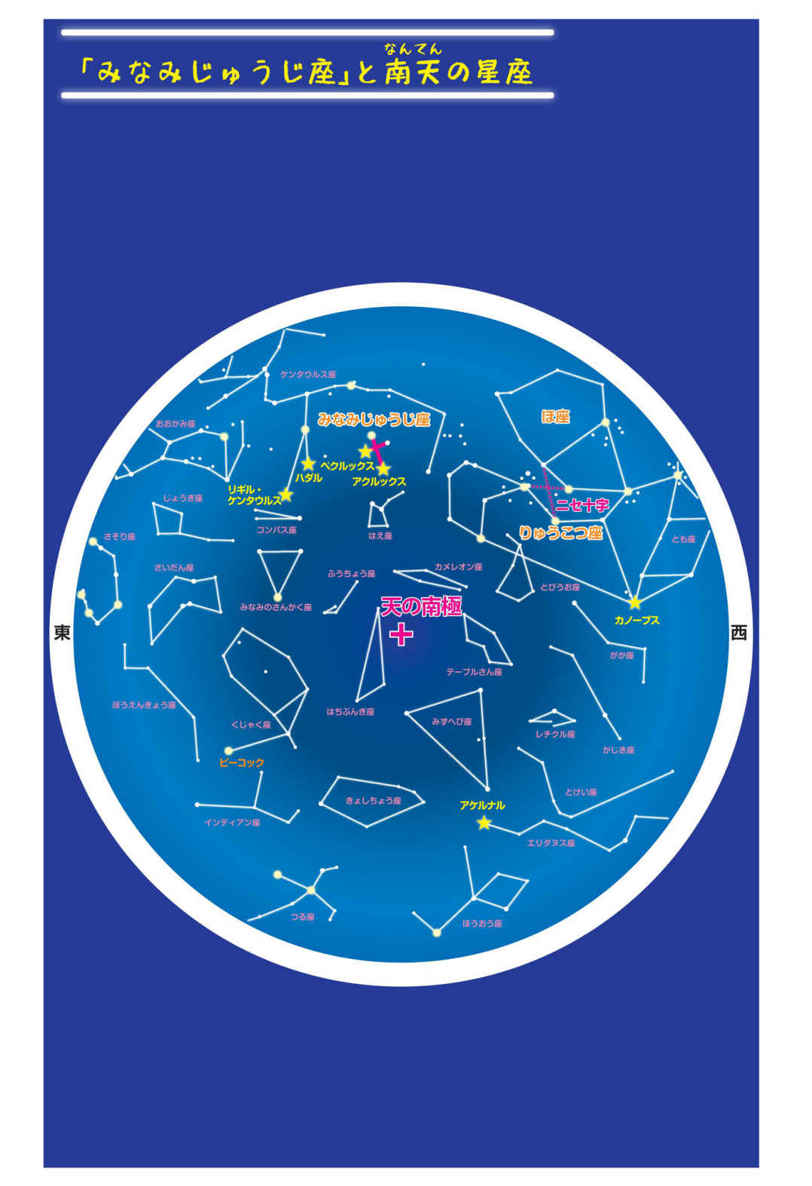 なんてん
「みなみじゅうじ座」と南天の星座
ケンタウルス座
みなみじゅうじ座
ほ座
おおかみ座
ベクルックス
アクルックス
ハダル
リギル・
ケンタウルス
ニセ十字
じょうぎ座
コンパス座
はえ座
りゅうこつ座
さそり座
とも座
さいだん座
ふうちょう座
カメレオン座
とびうお座
みなみのさんかく座
天の南極
カノープス
東
西
がか座
テーブルさん座
ぼうえんきょう座
はちぶんぎ座
くじゃく座
みずへび座
レチクル座
かじき座
ピーコック
とけい座
きょしちょう座
アケルナル
インディアン座
エリダヌス座
つる座
ほうおう座